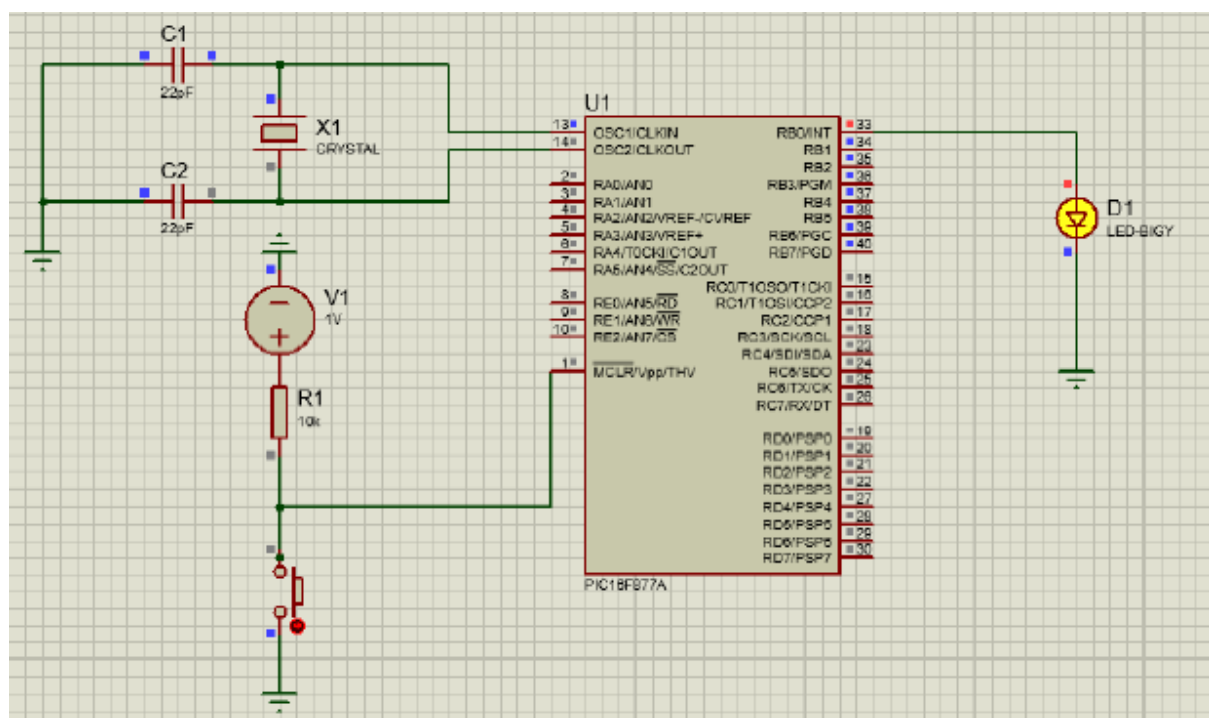 C1
22pF
X1
CRYSTAL
C2
22pF
V1
1V
R1
10k
U1
13 OSC1/CLKIN
14 OSC2/CLKOUT
2 RA0/AN0
3 RA1/AN1
4 RA2/AN2/VREF-/CVREF
5 RA3/AN3/VREF+
6 RA4/T0CKI/C1OUT
7 RA5/AN4/SS/C2OUT
8 RE0/AN5/RD
9 RE1/AN6/WR
10 RE2/AN7/CS
1 MCLR/Vpp/THV
RB0/INT 33
RB1 34
RB2 35
RB3/PGM 36
RB4 37
RB5 38
RB6/PGC 39
RB7/PGD 40
RC0/T1OSO/T1CKI 15
RC1/T1OSI/CCP2 16
RC2/CCP1 17
RC3/SCK/SCL 18
RC4/SDI/SDA 23
RC5/SDO 24
RC6/TX/CK 25
RC7/RX/DT 26
RD0/PSP0 19
RD1/PSP1 20
RD2/PSP2 21
RD3/PSP3 22
RD4/PSP4 27
RD5/PSP5 28
RD6/PSP6 29
RD7/PSP7 30
PIC16F877A
D1
LED-BIGY